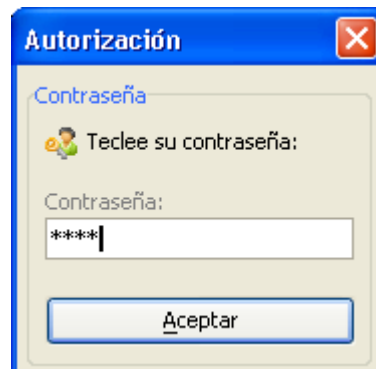 Autorización
Contraseña
Teclee su contraseña:
Contraseña:
****
Aceptar